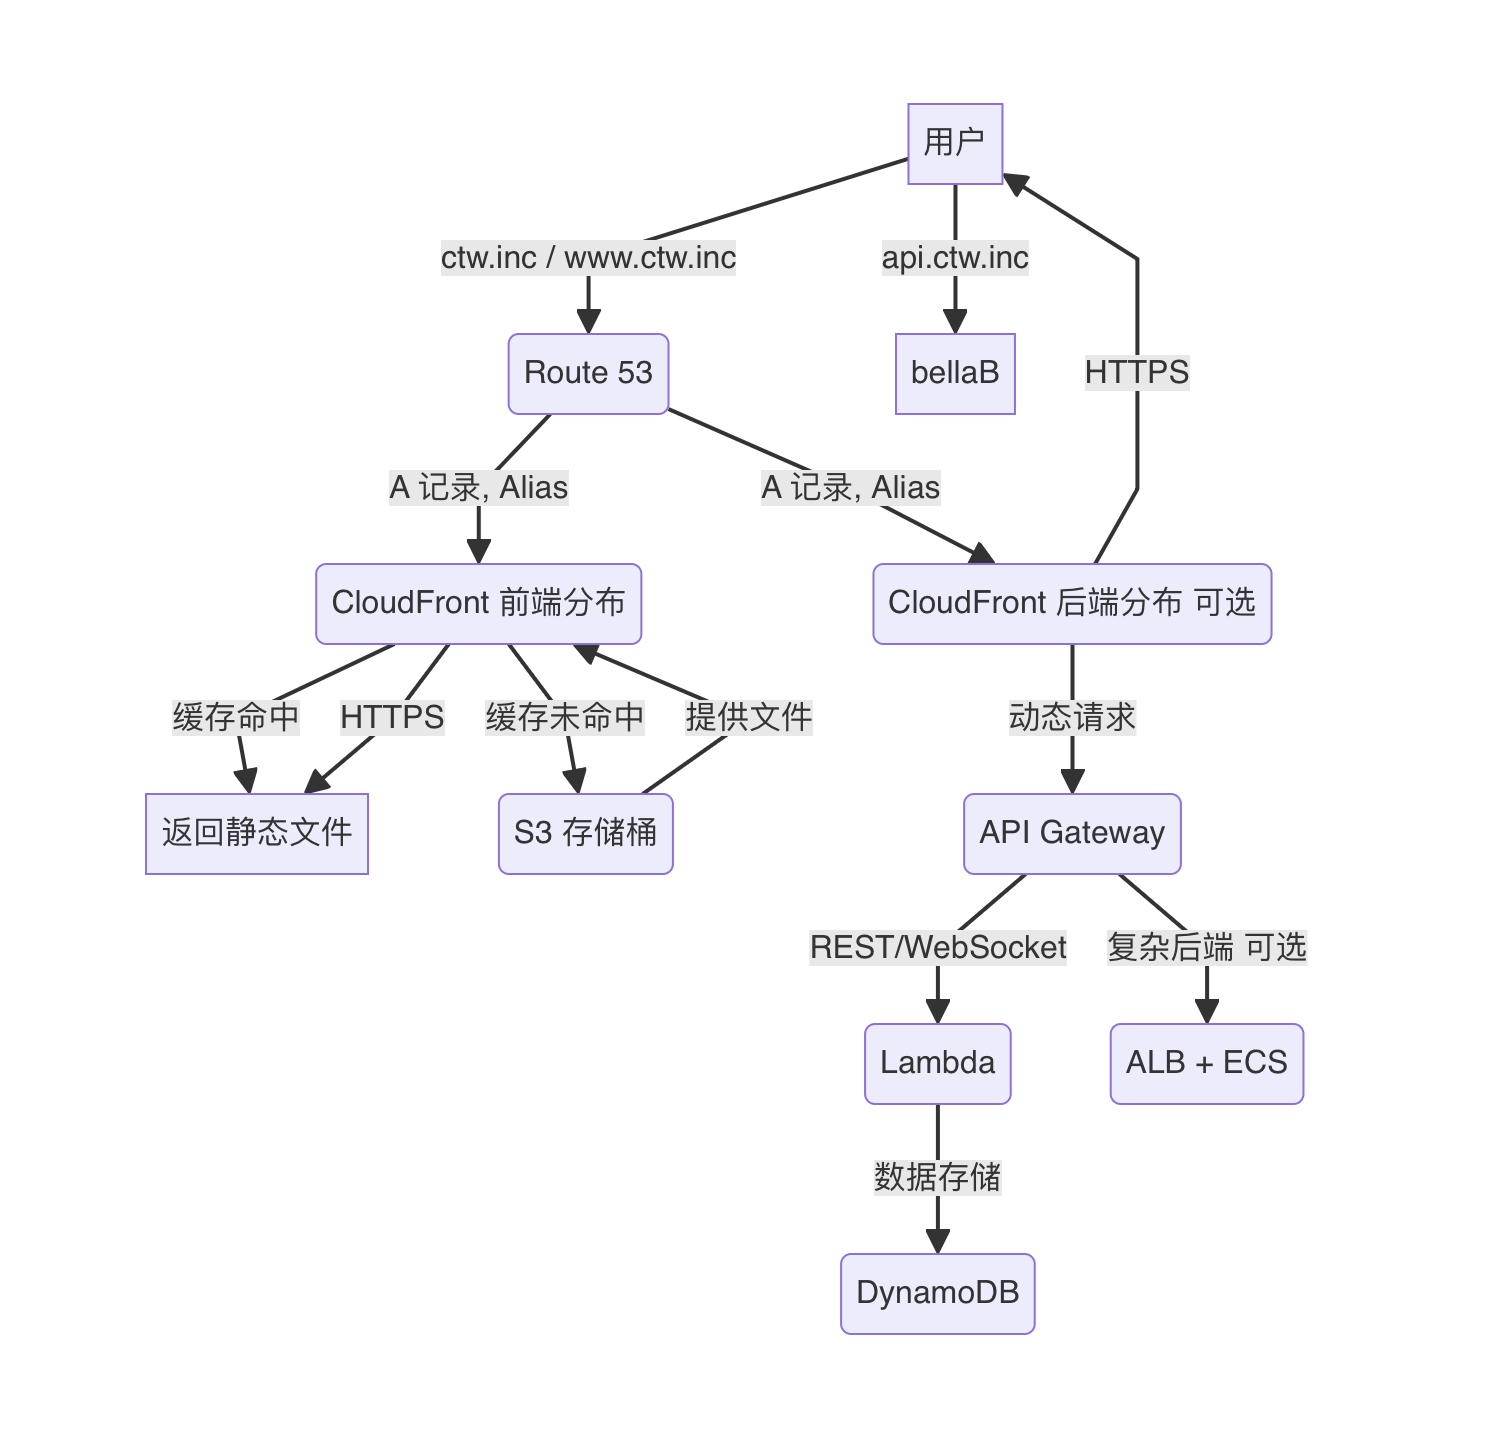 用户
ctw.inc / www.ctw.inc
api.ctw.inc
Route 53
bellaB
HTTPS
A 记录, Alias
A 记录, Alias
CloudFront 前端分布
CloudFront 后端分布 可选
缓存命中
HTTPS
缓存未命中
提供文件
动态请求
返回静态文件
S3 存储桶
API Gateway
REST/WebSocket
复杂后端 可选
Lambda
ALB + ECS
数据存储
DynamoDB